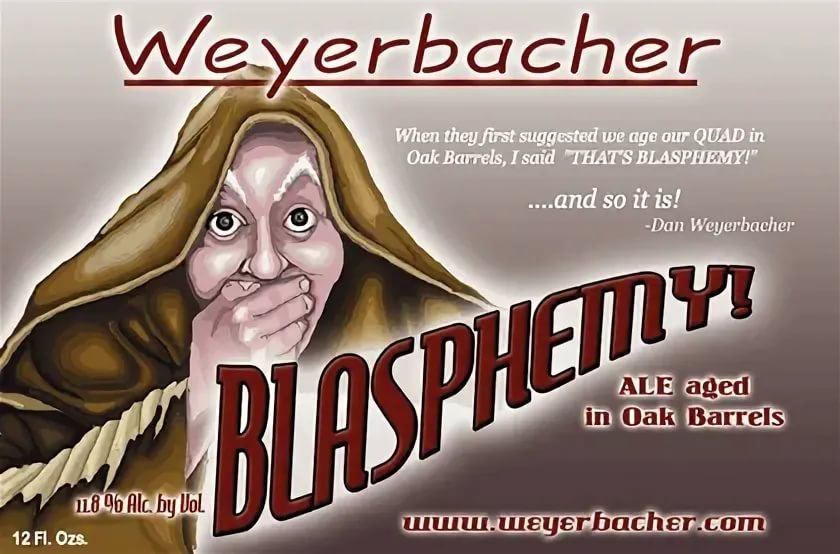 Weyerbacher
When they first suggested we age our QUAD in
Oak Barrels, I said "THAT'S BLASPHEMY!"
....and so it is!
-Dan Weyerbacher
BLASPHEMY!
ALE aged
in Oak Barrels
11.8 % Alc. by Vol.
www.weyerbacher.com
12 Fl. Ozs.